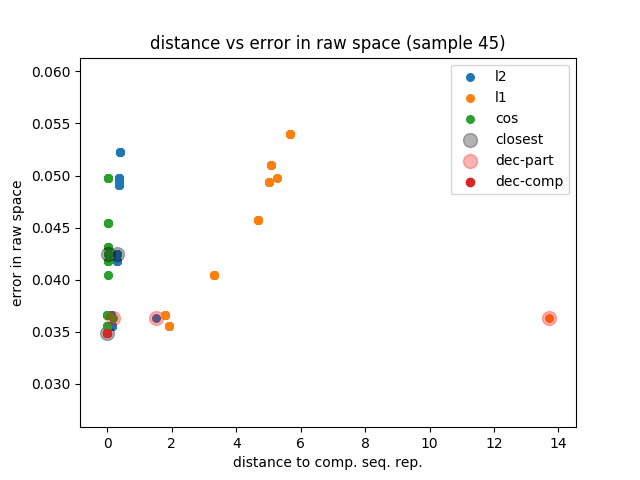 distance vs error in raw space (sample 45)
error in raw space
0.060
0.055
0.050
0.045
0.040
0.035
0.030
l2
l1
cos
closest
dec-part
dec-comp
0 2 4 6 8 10 12 14
distance to comp. seq. rep.